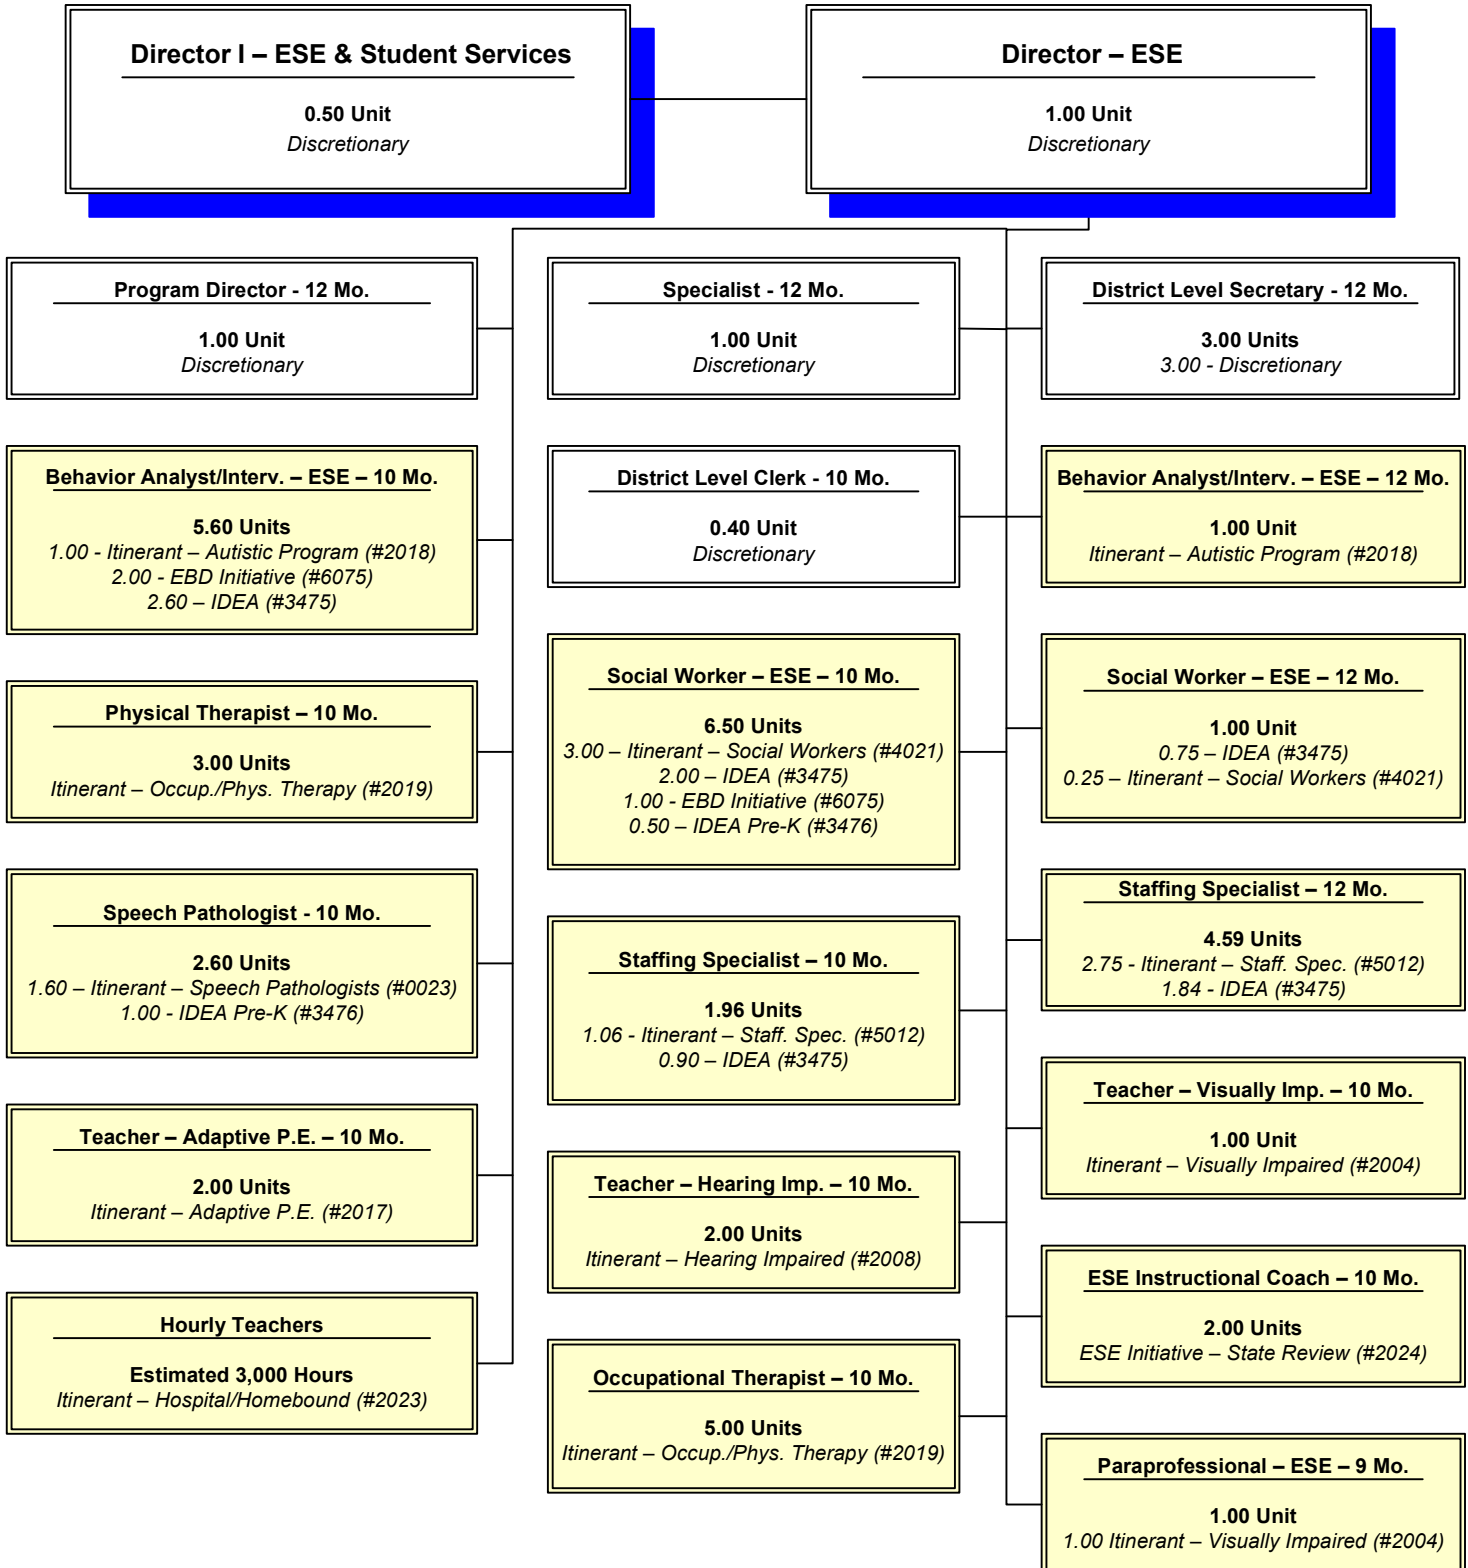 Director I – ESE & Student Services
0.50 Unit
Discretionary
Director – ESE
1.00 Unit
Discretionary
Program Director - 12 Mo.
1.00 Unit
Discretionary
Specialist - 12 Mo.
1.00 Unit
Discretionary
District Level Secretary - 12 Mo.
3.00 Units
3.00 - Discretionary
Behavior Analyst/Interv. – ESE – 10 Mo.
5.60 Units
1.00 - Itinerant – Autistic Program (#2018)
2.00 - EBD Initiative (#6075)
2.60 – IDEA (#3475)
District Level Clerk - 10 Mo.
0.40 Unit
Discretionary
Behavior Analyst/Interv. – ESE – 12 Mo.
1.00 Unit
Itinerant – Autistic Program (#2018)
Physical Therapist – 10 Mo.
3.00 Units
Itinerant – Occup./Phys. Therapy (#2019)
Social Worker – ESE – 10 Mo.
6.50 Units
3.00 – Itinerant – Social Workers (#4021)
2.00 – IDEA (#3475)
1.00 - EBD Initiative (#6075)
0.50 – IDEA Pre-K (#3476)
Social Worker – ESE – 12 Mo.
1.00 Unit
0.75 – IDEA (#3475)
0.25 – Itinerant – Social Workers (#4021)
Speech Pathologist - 10 Mo.
2.60 Units
1.60 – Itinerant – Speech Pathologists (#0023)
1.00 - IDEA Pre-K (#3476)
Staffing Specialist – 10 Mo.
1.96 Units
1.06 - Itinerant – Staff. Spec. (#5012)
0.90 – IDEA (#3475)
Staffing Specialist – 12 Mo.
4.59 Units
2.75 - Itinerant – Staff. Spec. (#5012)
1.84 - IDEA (#3475)
Teacher – Adaptive P.E. – 10 Mo.
2.00 Units
Itinerant – Adaptive P.E. (#2017)
Teacher – Hearing Imp. – 10 Mo.
2.00 Units
Itinerant – Hearing Impaired (#2008)
Teacher – Visually Imp. – 10 Mo.
1.00 Unit
Itinerant – Visually Impaired (#2004)
Hourly Teachers
Estimated 3,000 Hours
Itinerant – Hospital/Homebound (#2023)
Occupational Therapist – 10 Mo.
5.00 Units
Itinerant – Occup./Phys. Therapy (#2019)
ESE Instructional Coach – 10 Mo.
2.00 Units
ESE Initiative – State Review (#2024)
Paraprofessional – ESE – 9 Mo.
1.00 Unit
1.00 Itinerant – Visually Impaired (#2004)